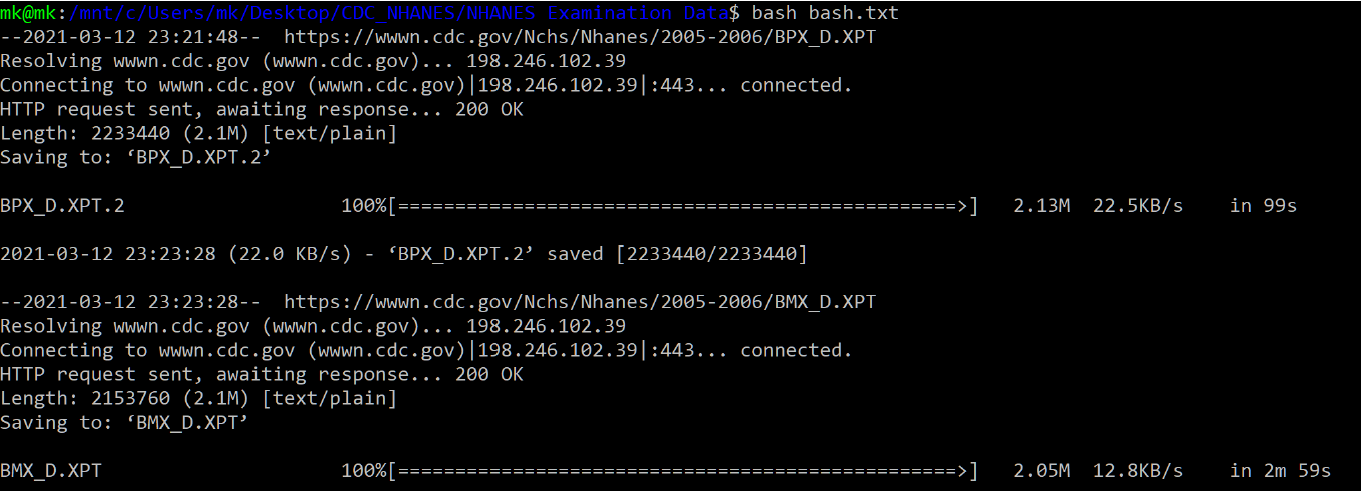 mk@mk:/mnt/c/Users/mk/Desktop/CDC_NHANES/NHANES Examination Data$ bash bash.txt
--2021-03-12 23:21:48--  https://wwwn.cdc.gov/Nchs/Nhanes/2005-2006/BPX_D.XPT
Resolving wwwn.cdc.gov (wwwn.cdc.gov)... 198.246.102.39
Connecting to wwwn.cdc.gov (wwwn.cdc.gov)|198.246.102.39|:443... connected.
HTTP request sent, awaiting response... 200 OK
Length: 2233440 (2.1M) [text/plain]
Saving to: ‘BPX_D.XPT.2’
BPX_D.XPT.2                   100%[=================================================>]   2.13M  22.5KB/s    in 99s
2021-03-12 23:23:28 (22.0 KB/s) - ‘BPX_D.XPT.2’ saved [2233440/2233440]
--2021-03-12 23:23:28--  https://wwwn.cdc.gov/Nchs/Nhanes/2005-2006/BMX_D.XPT
Resolving wwwn.cdc.gov (wwwn.cdc.gov)... 198.246.102.39
Connecting to wwwn.cdc.gov (wwwn.cdc.gov)|198.246.102.39|:443... connected.
HTTP request sent, awaiting response... 200 OK
Length: 2153760 (2.1M) [text/plain]
Saving to: ‘BMX_D.XPT’
BMX_D.XPT                     100%[=================================================>]   2.05M  12.8KB/s    in 2m 59s